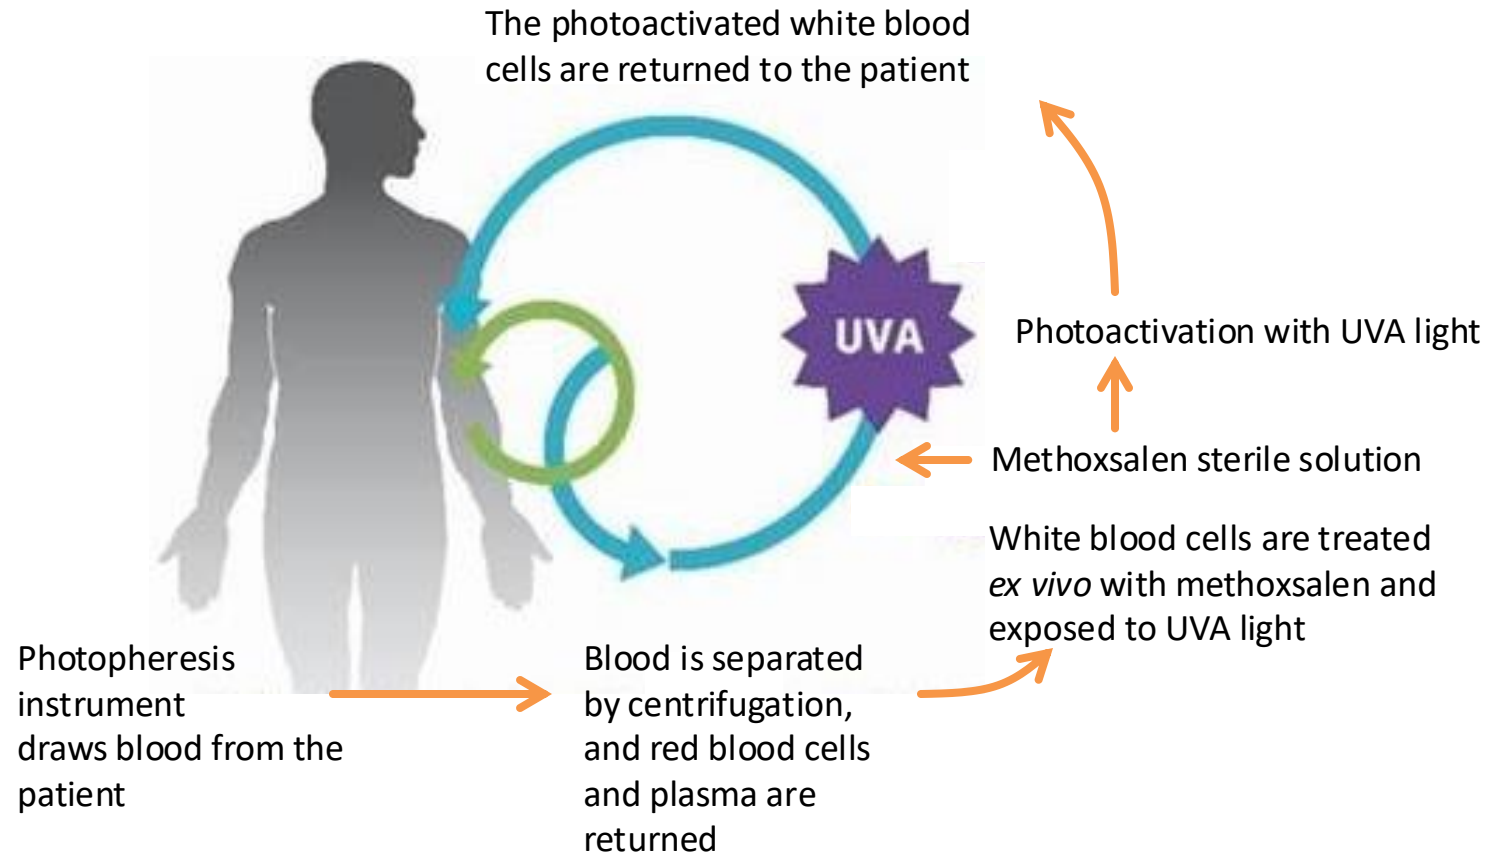 The photoactivated white blood
cells are returned to the patient
UVA
Photoactivation with UVA light
Methoxsalen sterile solution
White blood cells are treated
ex vivo with methoxsalen and
exposed to UVA light
Photopheresis
instrument
draws blood from the
patient
Blood is separated
by centrifugation,
and red blood cells
and plasma are
returned